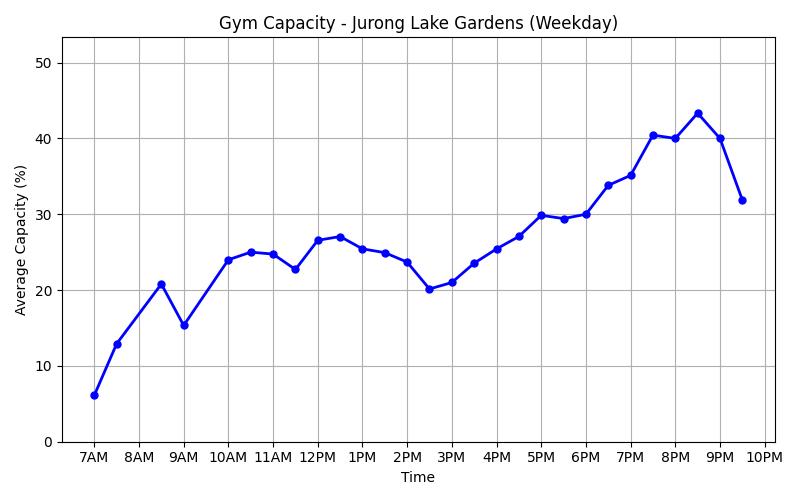 Gym Capacity - Jurong Lake Gardens (Weekday)
50
40
30
20
10
0
Average Capacity (%)
7AM 8AM 9AM 10AM 11AM 12PM 1PM 2PM 3PM 4PM 5PM 6PM 7PM 8PM 9PM 10PM
Time